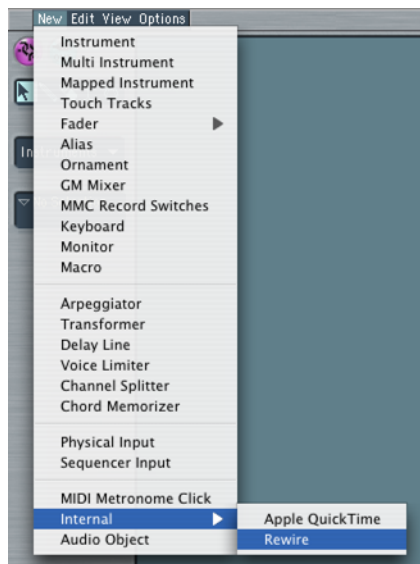 New Edit View Options
Instrument
Multi Instrument
Mapped Instrument
Touch Tracks
Fader
Alias
Ornament
GM Mixer
MMC Record Switches
Keyboard
Monitor
Macro
Arpeggiator
Transformer
Delay Line
Voice Limiter
Channel Splitter
Chord Memorizer
Physical Input
Sequencer Input
MIDI Metronome Click
Internal
Apple QuickTime
Audio Object
Rewire